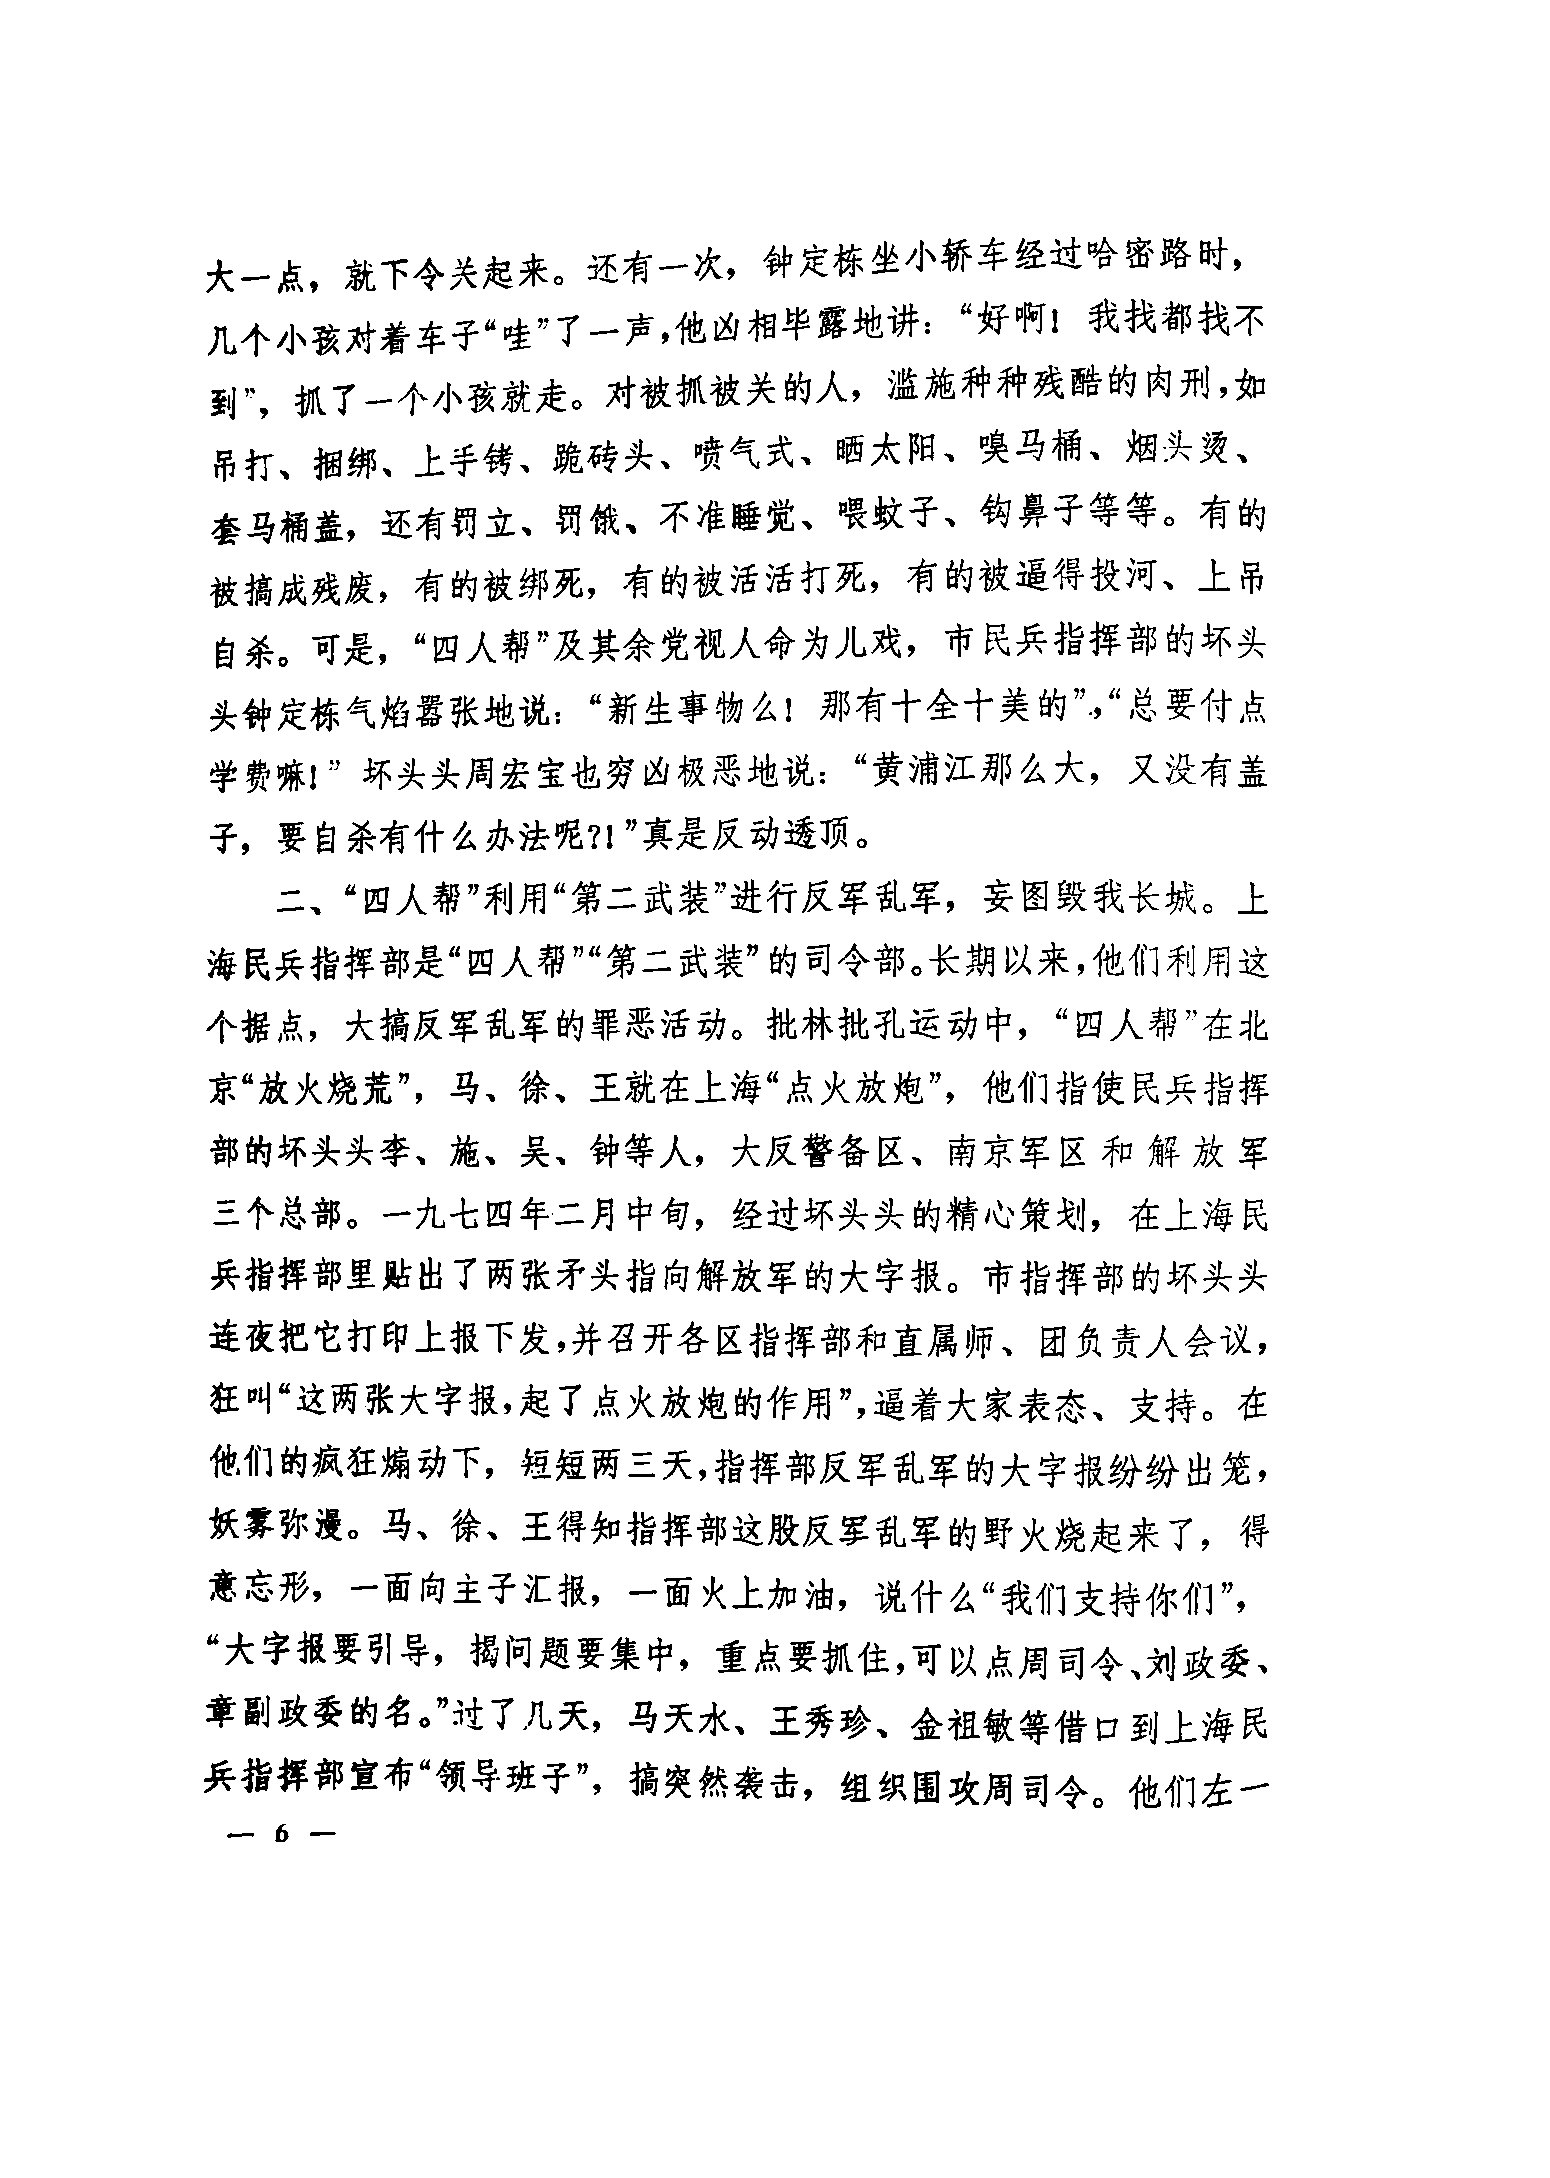 大一点，就下令关起来。还有一次，钟定栋坐小轿车经过哈密路时，
几个小孩对着车子“哇”了一声，他凶相毕露地讲：“好啊！我找都找不
到”，抓了一个小孩就走。对被抓被关的人，滥施种种残酷的肉刑，如
吊打、捆绑、上手铐、跪砖头、喷气式、晒太阳、嗅马桶、烟头烫、
套马桶盖，还有罚立、罚饿、不准睡觉、喂蚊子、钩鼻子等等。有的
被搞成残废，有的被绑死，有的被活活打死，有的被逼得投河、上吊
自杀。可是，“四人帮”及其余党视人命为儿戏，市民兵指挥部的坏头
头钟定栋气焰嚣张地说：“新生事物么！那有十全十美的”，“总要付点
学费嘛！”坏头头周宏宝也穷凶极恶地说：“黄浦江那么大，又没有盖
子，要自杀有什么办法呢?！”真是反动透顶。
二、“四人帮”利用“第二武装”进行反军乱军，妄图毁我长城。上
海民兵指挥部是“四人帮”“第二武装”的司令部。长期以来，他们利用这
个据点，大搞反军乱军的罪恶活动。批林批孔运动中，“四人帮”在北
京“放火烧荒”，马、徐、王就在上海“点火放炮”，他们指使民兵指挥
部的坏头头李、施、吴、钟等人，大反警备区、南京军区和解放军
三个总部。一九七四年二月中旬，经过坏头头的精心策划，在上海民
兵指挥部里贴出了两张矛头指向解放军的大字报。市指挥部的坏头头
连夜把它打印上报下发，并召开各区指挥部和直属师、团负责人会议，
狂叫“这两张大字报，起了点火放炮的作用”，逼着大家表态、支持。在
他们的疯狂煽动下，短短两三天，指挥部反军乱军的大字报纷纷出笼，
妖雾弥漫。马、徐、王得知指挥部这股反军乱军的野火烧起来了，得
意忘形，一面向主子汇报，一面火上加油，说什么“我们支持你们”，
“大字报要引导，揭问题要集中，重点要抓住，可以点周司令、刘政委、
章副政委的名。”过了几天，马天水、王秀珍、金祖敏等借口到上海民
兵指挥部宣布“领导班子”，搞突然袭击，组织围攻周司令。他们左一
— 6 —